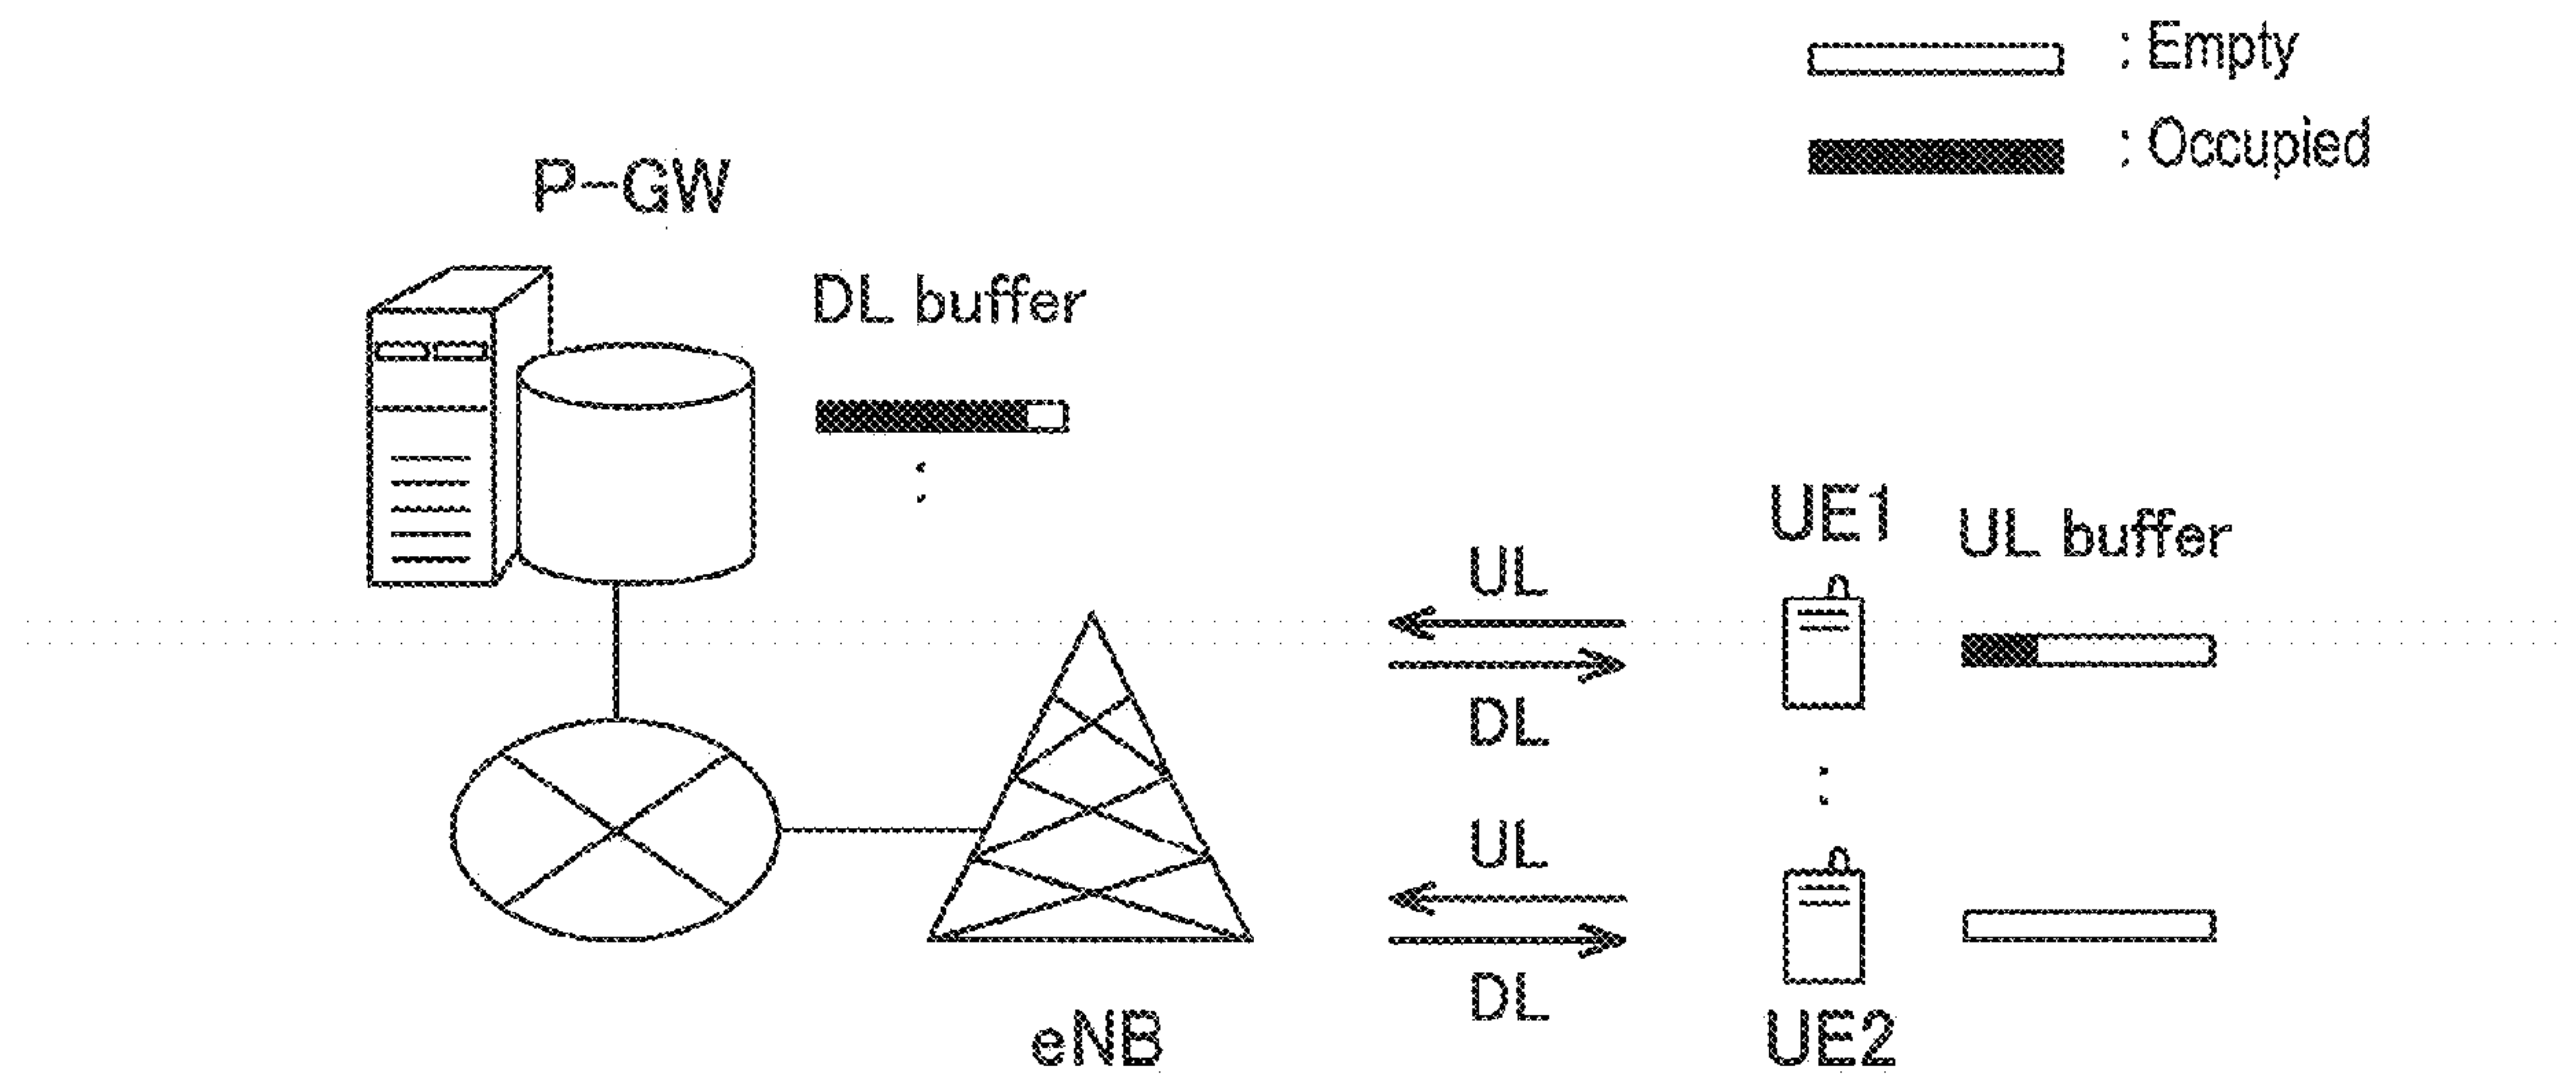 : Empty
: Occupied
P-GW
DL buffer
UE1
UL buffer
UL
DL
UL
DL
eNB
UE2